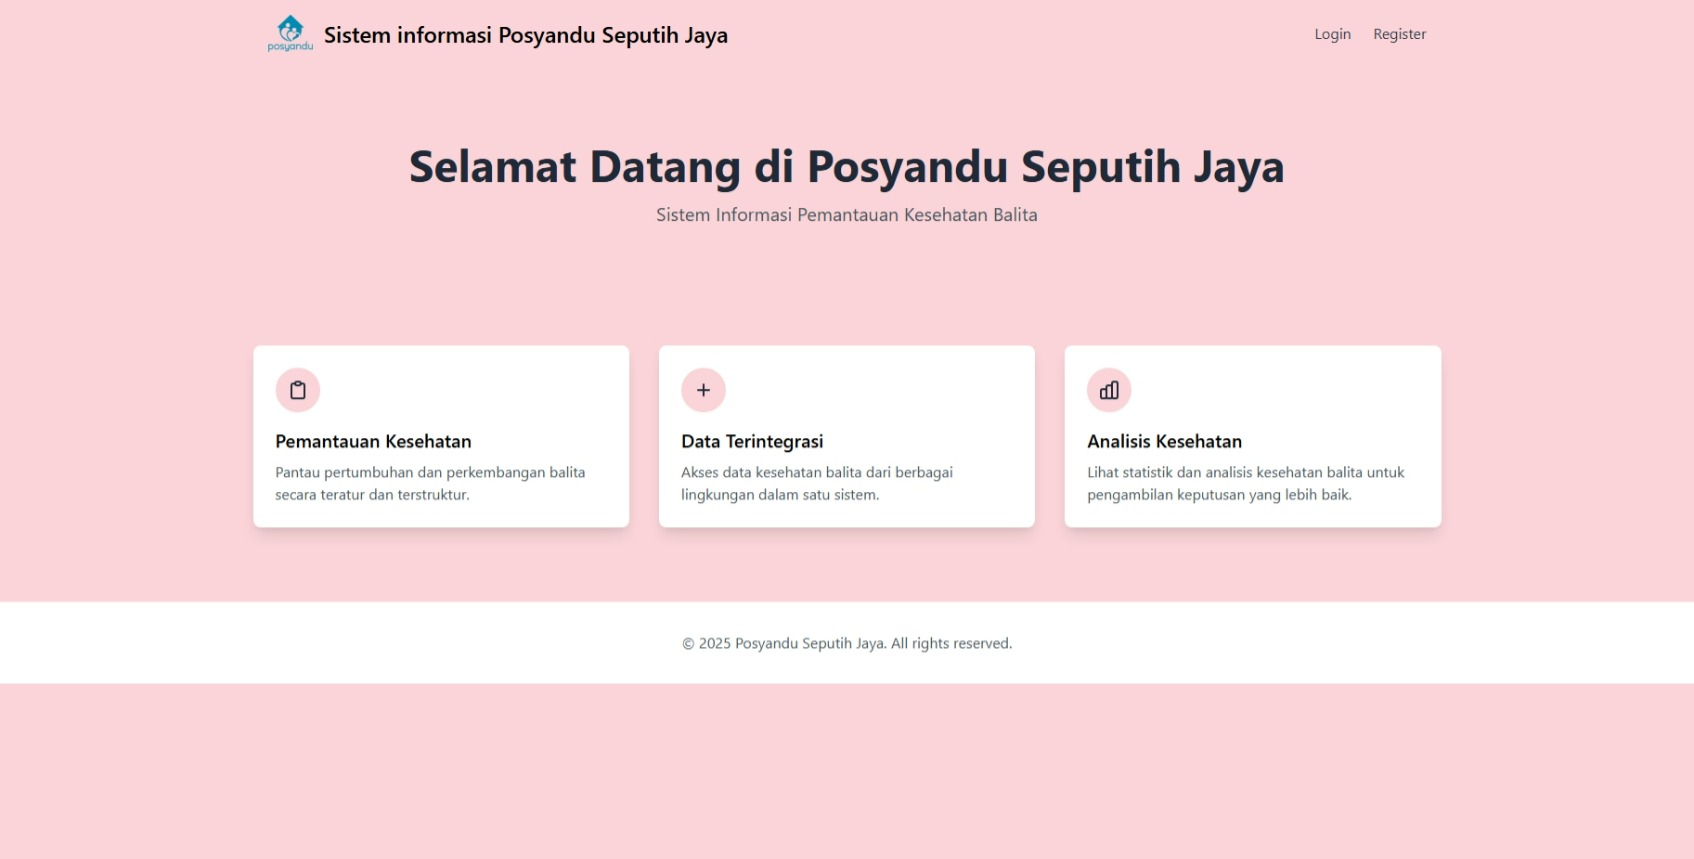 posyandu
Sistem informasi Posyandu Seputih Jaya
Login
Register
Selamat Datang di Posyandu Seputih Jaya
Sistem Informasi Pemantauan Kesehatan Balita
Pemantauan Kesehatan
Pantau pertumbuhan dan perkembangan balita
secara teratur dan terstruktur.
Data Terintegrasi
Akses data kesehatan balita dari berbagai
lingkungan dalam satu sistem.
Analisis Kesehatan
Lihat statistik dan analisis kesehatan balita untuk
pengambilan keputusan yang lebih baik.
© 2025 Posyandu Seputih Jaya. All rights reserved.